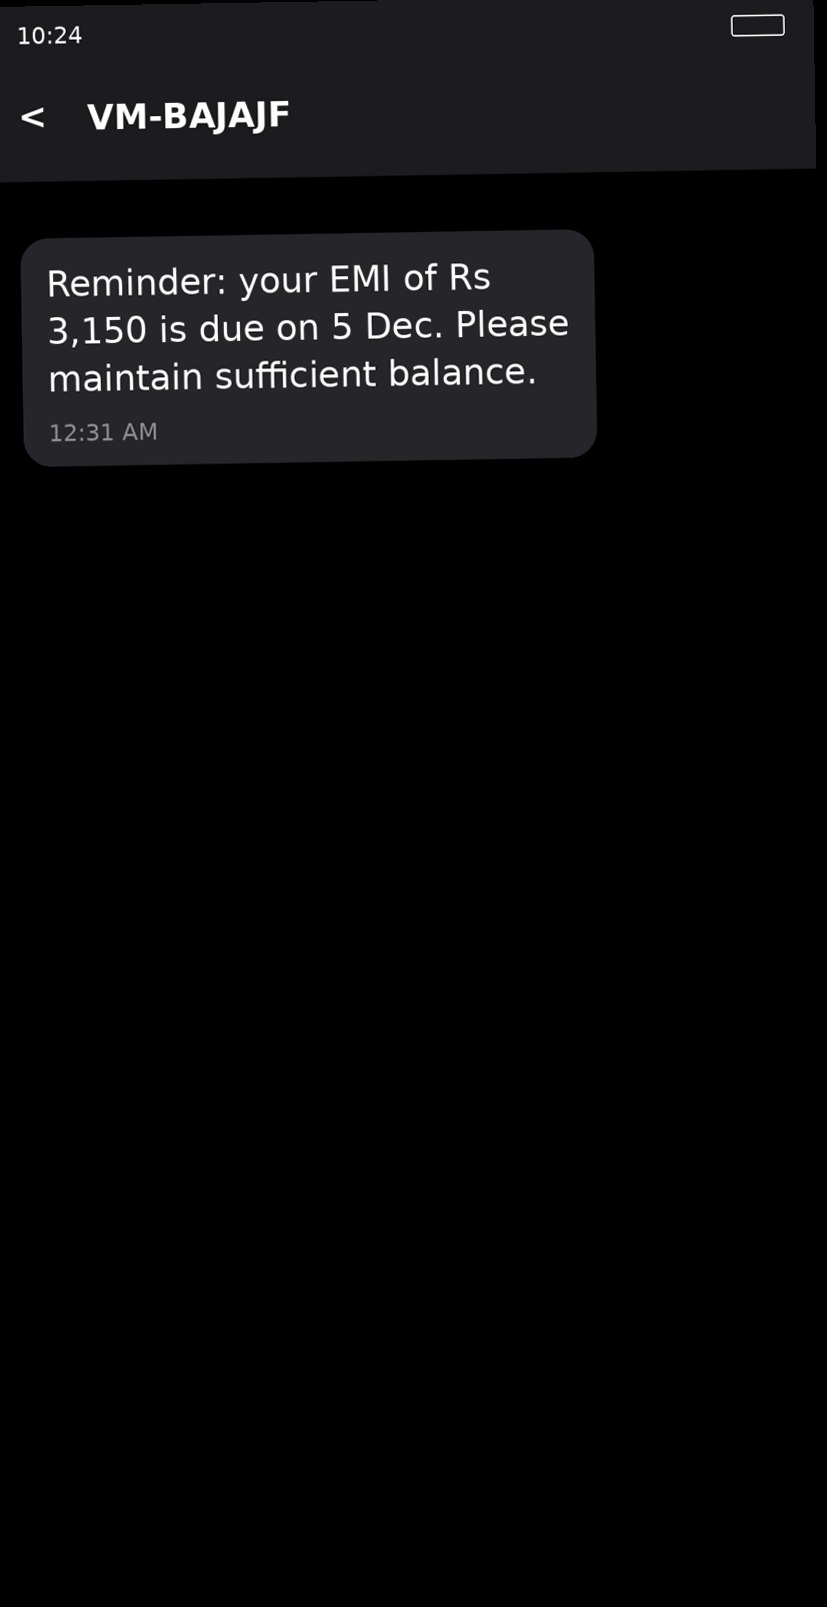 10:24
< VM-BAJAJF
Reminder: your EMI of Rs
3,150 is due on 5 Dec. Please
maintain sufficient balance.
12:31 AM